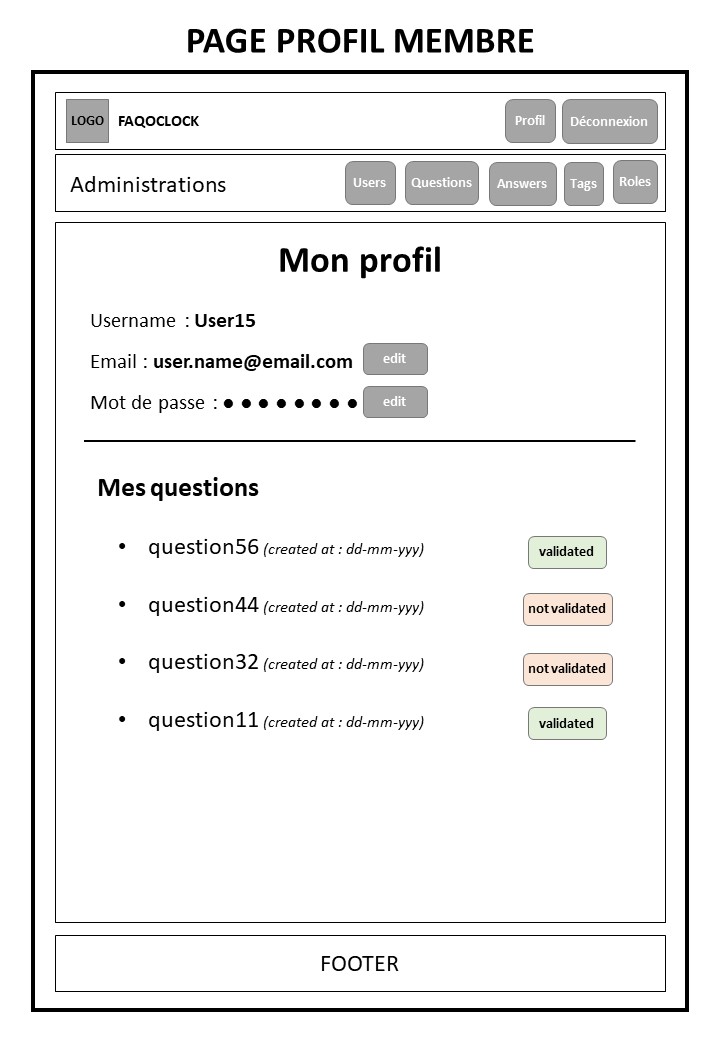 PAGE PROFIL MEMBRE
LOGO FAQOCLOCK Profil Déconnexion
Administrations Users Questions Answers Tags Roles
Mon profil
Username : User15
Email : user.name@email.com edit
Mot de passe : ● ● ● ● ● ● ● ● edit
Mes questions
• question56 (created at : dd-mm-yyy) validated
• question44 (created at : dd-mm-yyy) not validated
• question32 (created at : dd-mm-yyy) not validated
• question11 (created at : dd-mm-yyy) validated
FOOTER